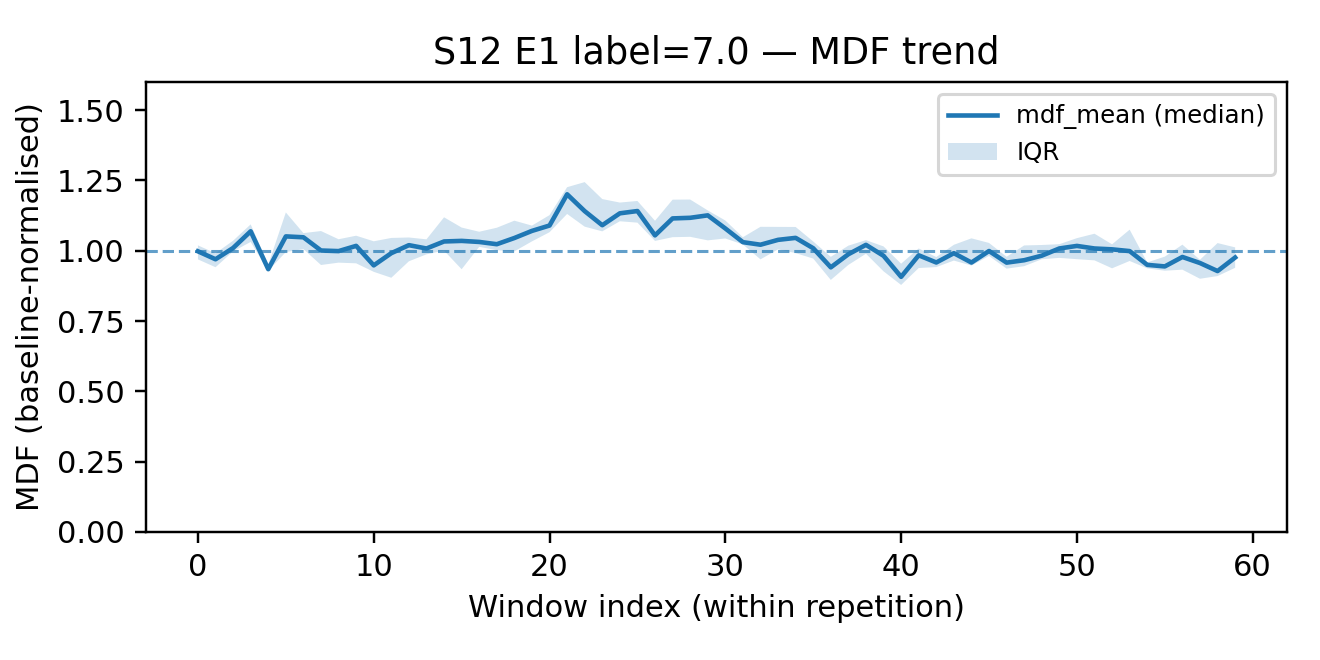 S12 E1 label=7.0 — MDF trend
MDF (baseline-normalised)
1.50
1.25
1.00
0.75
0.50
0.25
0.00
mdf_mean (median)
IQR
0 10 20 30 40 50 60
Window index (within repetition)